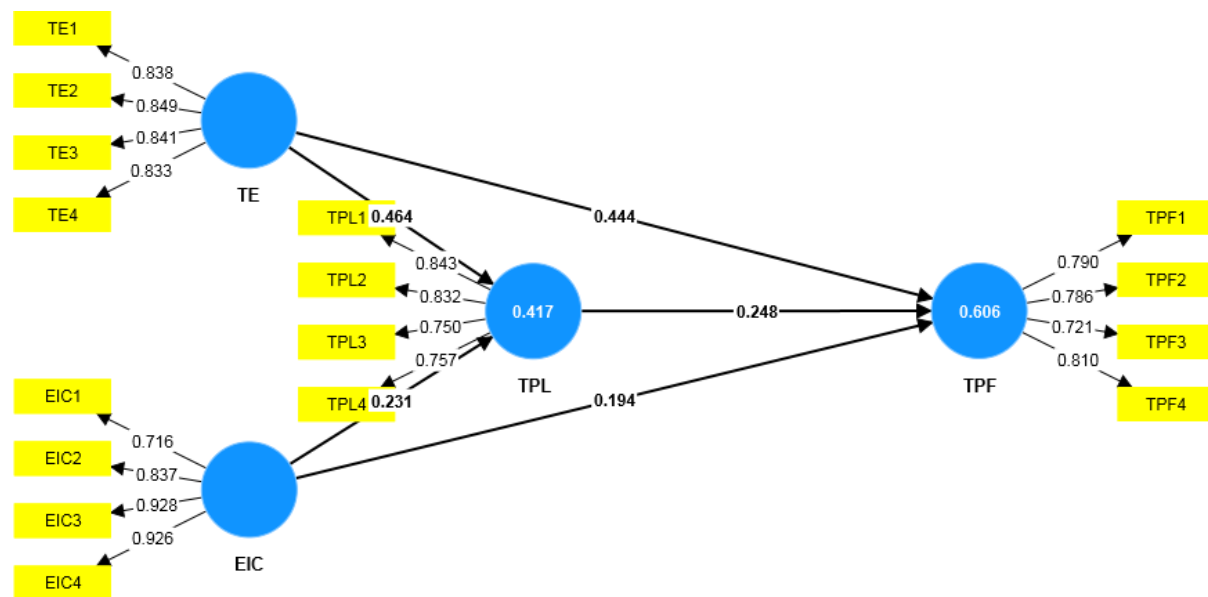 TE1
TE2
TE3
TE4
0.838
0.849
0.841
0.833
TE
TPL1
TPL2
TPL3
TPL4
0.464
0.843
0.832
0.750
0.757
0.231
0.417
TPL
0.444
0.248
0.194
0.606
TPF
0.790
0.786
0.721
0.810
TPF1
TPF2
TPF3
TPF4
EIC1
EIC2
EIC3
EIC4
0.716
0.837
0.928
0.926
EIC